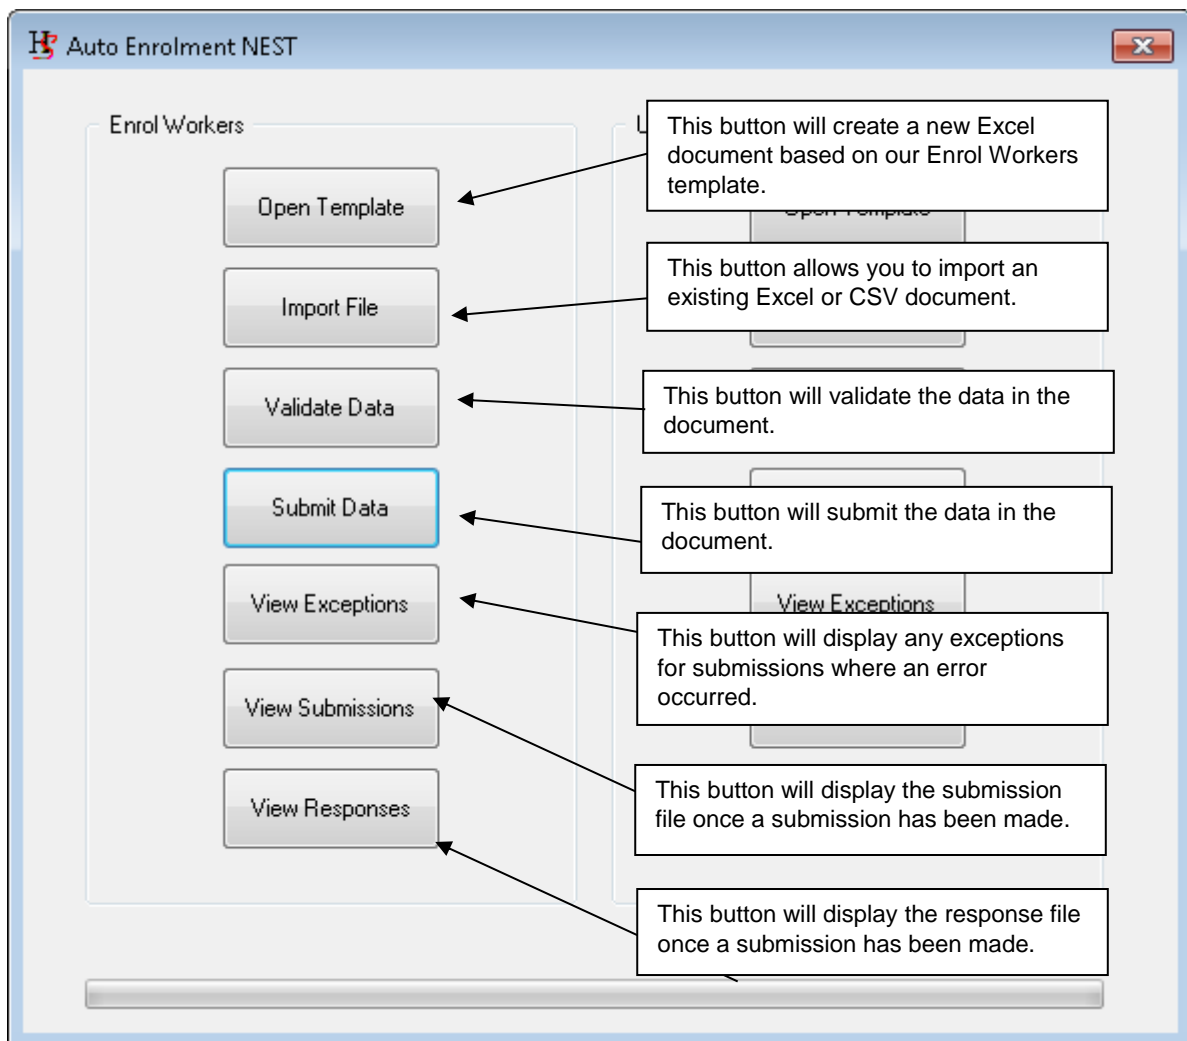 Auto Enrolment NEST
Enrol Workers
Open Template
Import File
Validate Data
Submit Data
View Exceptions
View Submissions
View Responses
This button will create a new Excel
document based on our Enrol Workers
template.
Open Template
This button allows you to import an
existing Excel or CSV document.
This button will validate the data in the
document.
This button will submit the data in the
document.
View Exceptions
This button will display any exceptions
for submissions where an error
occurred.
This button will display the submission
file once a submission has been made.
This button will display the response file
once a submission has been made.